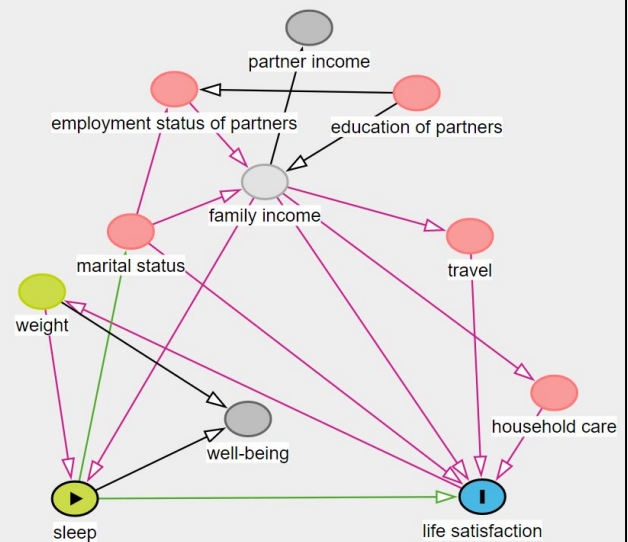 partner income
employment status of partners
education of partners
family income
marital status
travel
weight
household care
well-being
sleep
life satisfaction